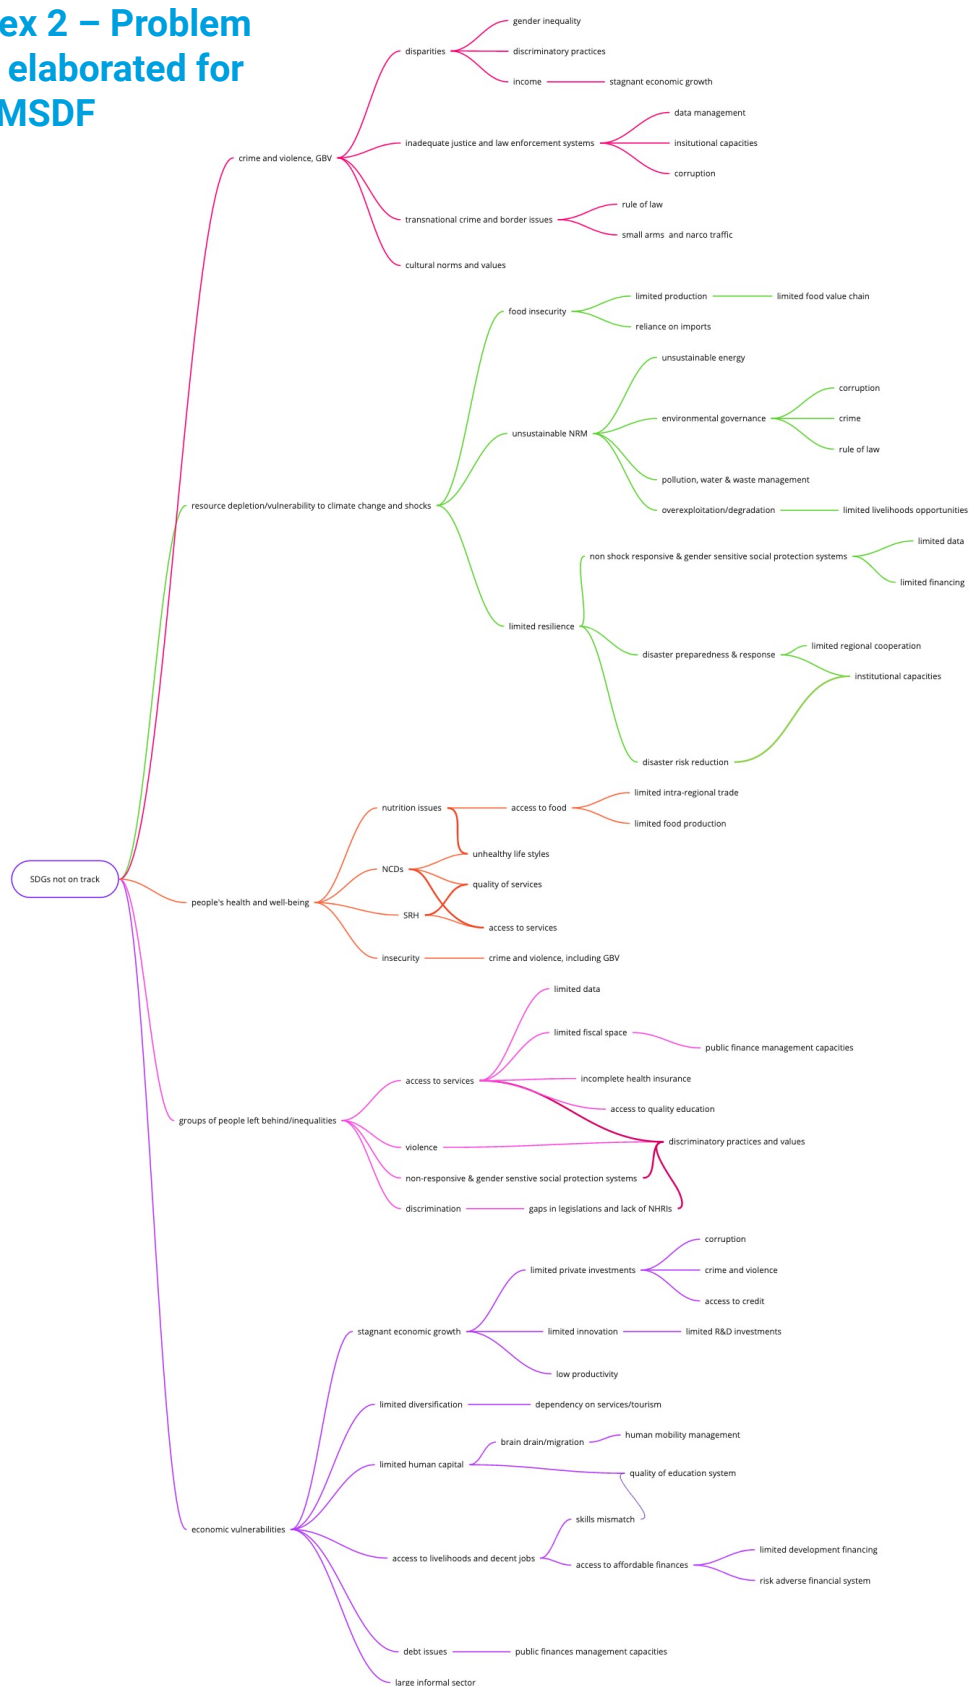 ex 2 – Problem
elaborated for
MSDF
gender inequality
disparities
discriminatory practices
income
stagnant economic growth
data management
crime and violence, GBV
inadequate justice and law enforcement systems
insitutional capacities
corruption
rule of law
transnational crime and border issues
small arms and narco traffic
cultural norms and values
limited production
limited food value chain
food insecurity
reliance on imports
unsustainable energy
corruption
unsustainable NRM
environmental governance
crime
rule of law
pollution, water & waste management
resource depletion/vulnerability to climate change and shocks
overexploitation/degradation
limited livelihoods opportunities
limited data
non shock responsive & gender sensitive social protection systems
limited financing
limited resilience
limited regional cooperation
disaster preparedness & response
institutional capacities
disaster risk reduction
limited intra-regional trade
nutrition issues
access to food
limited food production
unhealthy life styles
SDGs not on track
NCDs
quality of services
people's health and well-being
SRH
access to services
insecurity
crime and violence, including GBV
limited data
limited fiscal space
public finance management capacities
access to services
incomplete health insurance
access to quality education
groups of people left behind/inequalities
discriminatory practices and values
violence
non-responsive & gender senstive social protection systems
discrimination
gaps in legislations and lack of NHRIs
corruption
limited private investments
crime and violence
access to credit
stagnant economic growth
limited innovation
limited R&D investments
low productivity
limited diversification
dependency on services/tourism
brain drain/migration
human mobility management
limited human capital
quality of education system
skills mismatch
economic vulnerabilities
access to livelihoods and decent jobs
access to affordable finances
limited development financing
risk adverse financial system
debt issues
public finances management capacities
large informal sector